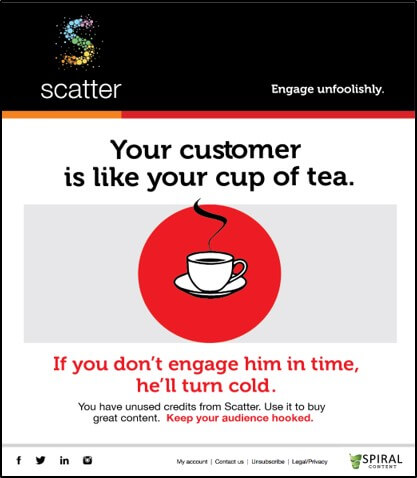 scatter
Engage unfoolishly.
Your customer
is like your cup of tea.
If you don't engage him in time,
he'll turn cold.
You have unused credits from Scatter. Use it to buy
great content. Keep your audience hooked.
My account | Contact us | Unsubscribe | Legal/Privacy
SPIRAL
CONTENT